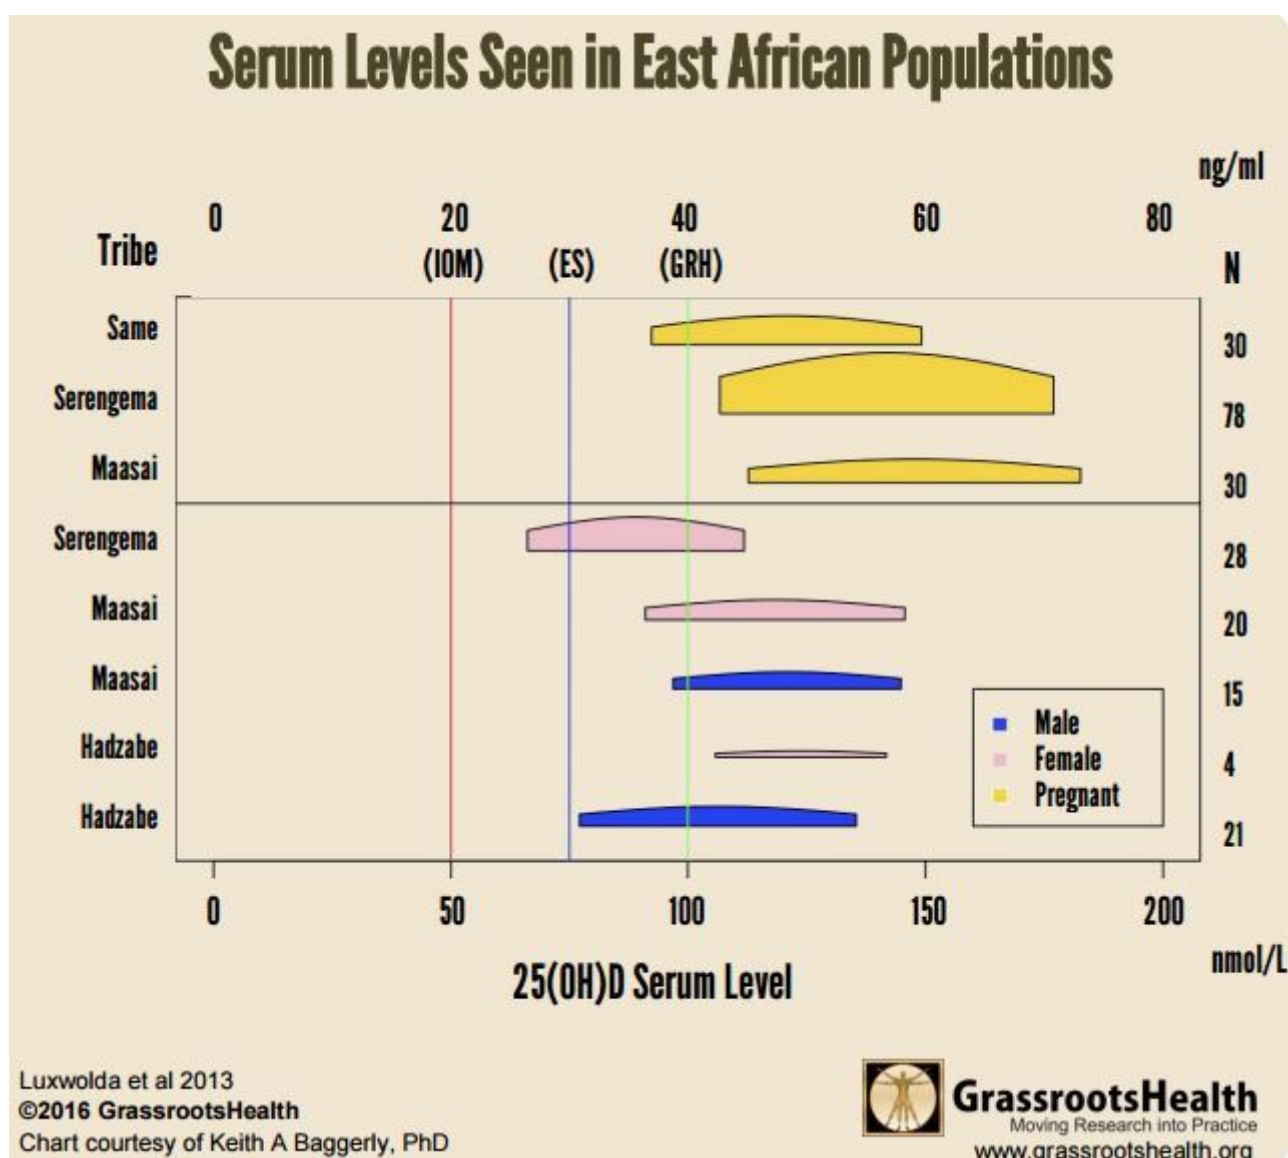 Serum Levels Seen in East African Populations
ng/ml
0 20 40 60 80
Tribe (IOM) (ES) (GRH) N
Same 30
Serengema 78
Maasai 30
Serengema 28
Maasai 20
Maasai 15
Hadzabe 4
Hadzabe 21
Male
Female
Pregnant
0 50 100 150 200
nmol/L
25(OH)D Serum Level
Luxwolda et al 2013
©2016 GrassrootsHealth
Chart courtesy of Keith A Baggerly, PhD
GrassrootsHealth
Moving Research into Practice
www.grassrootshealth.org